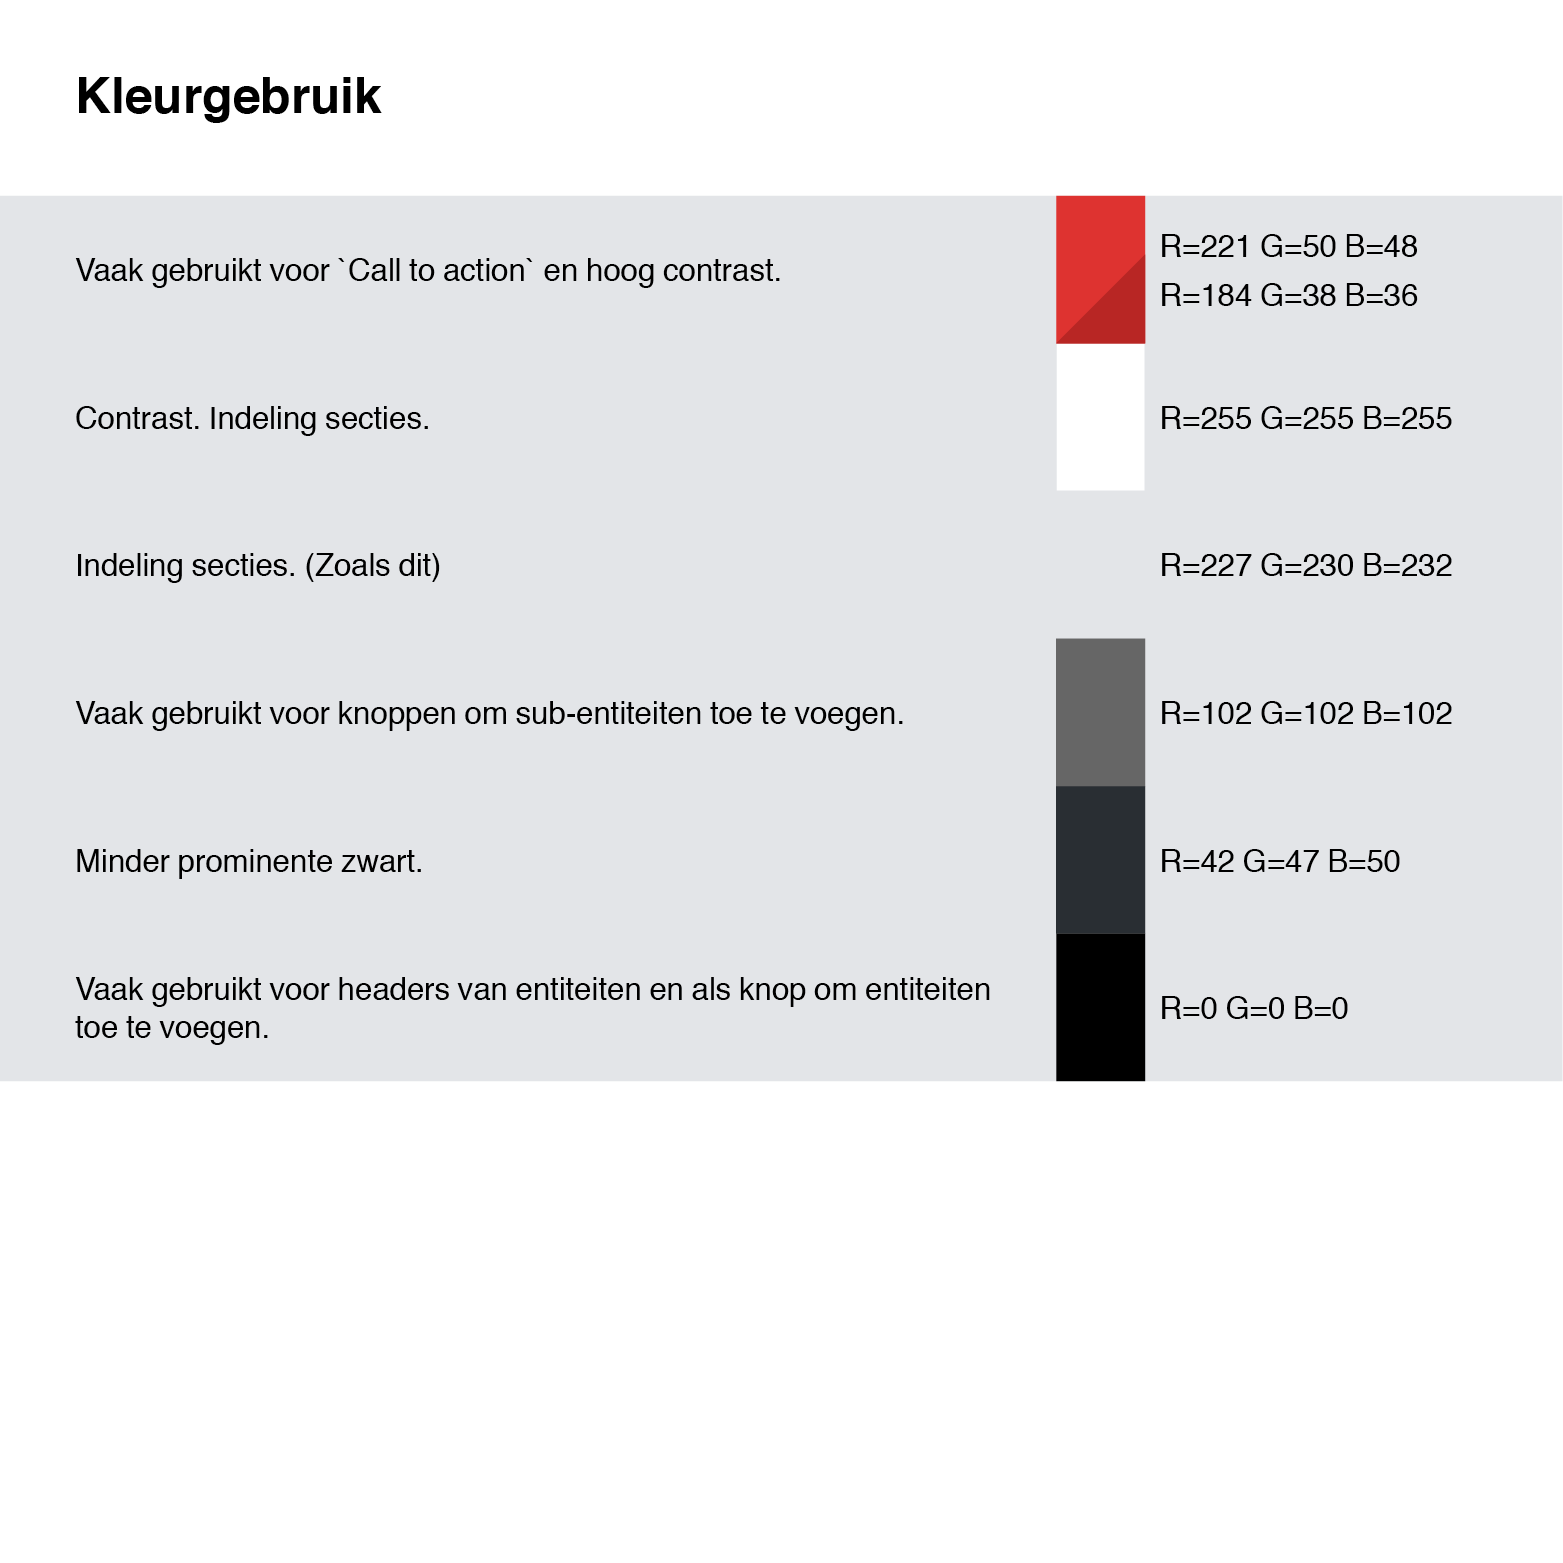 Kleurgebruik
Vaak gebruikt voor `Call to action` en hoog contrast.
R=221 G=50 B=48
R=184 G=38 B=36
Contrast. Indeling secties.
R=255 G=255 B=255
Indeling secties. (Zoals dit)
R=227 G=230 B=232
Vaak gebruikt voor knoppen om sub-entiteiten toe te voegen.
R=102 G=102 B=102
Minder prominente zwart.
R=42 G=47 B=50
Vaak gebruikt voor headers van entiteiten en als knop om entiteiten
toe te voegen.
R=0 G=0 B=0